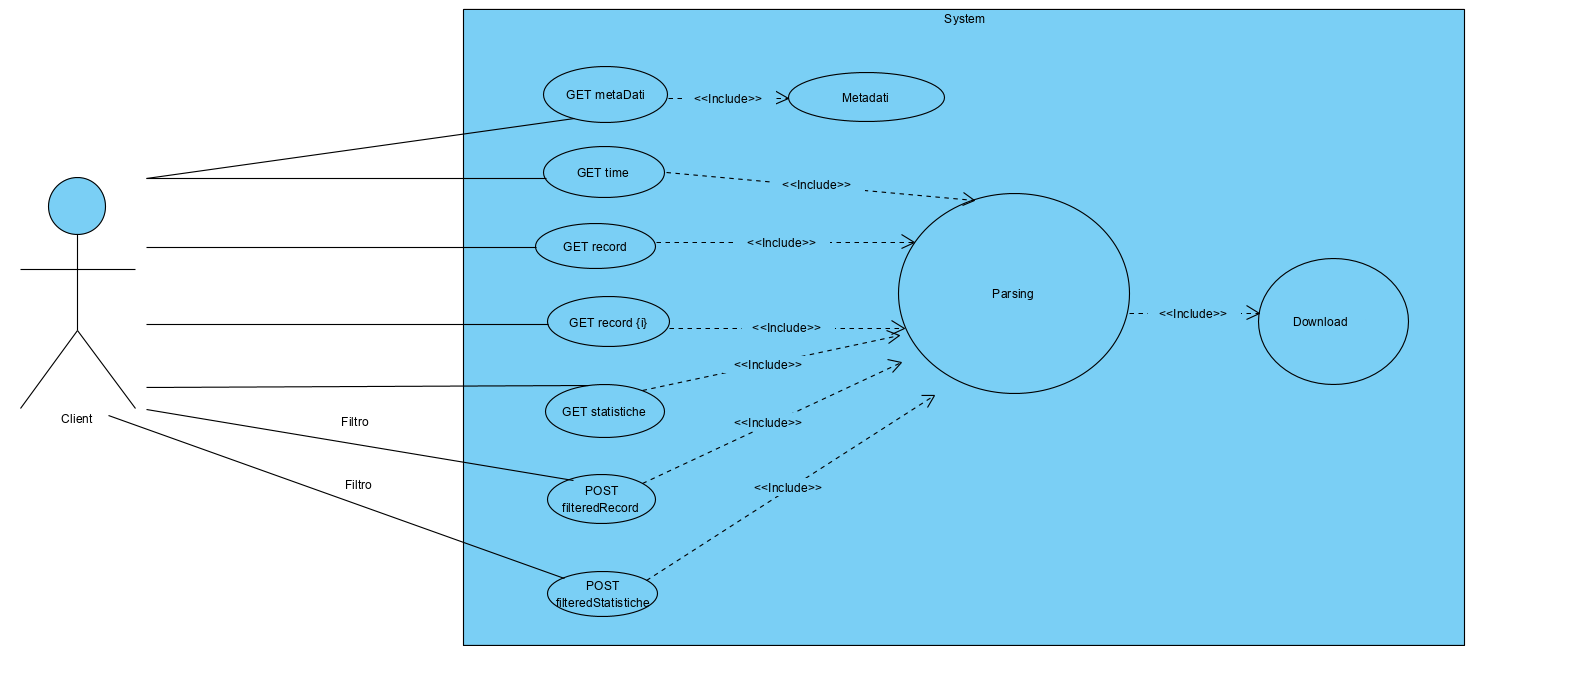 System
GET metaDati
<<Include>>
Metadati
GET time
<<Include>>
GET record
<<Include>>
Parsing
GET record {i}
<<Include>>
<<Include>>
Download
<<Include>>
GET statistiche
Client
Filtro
<<Include>>
Filtro
POST
filteredRecord
<<Include>>
POST
filteredStatistiche